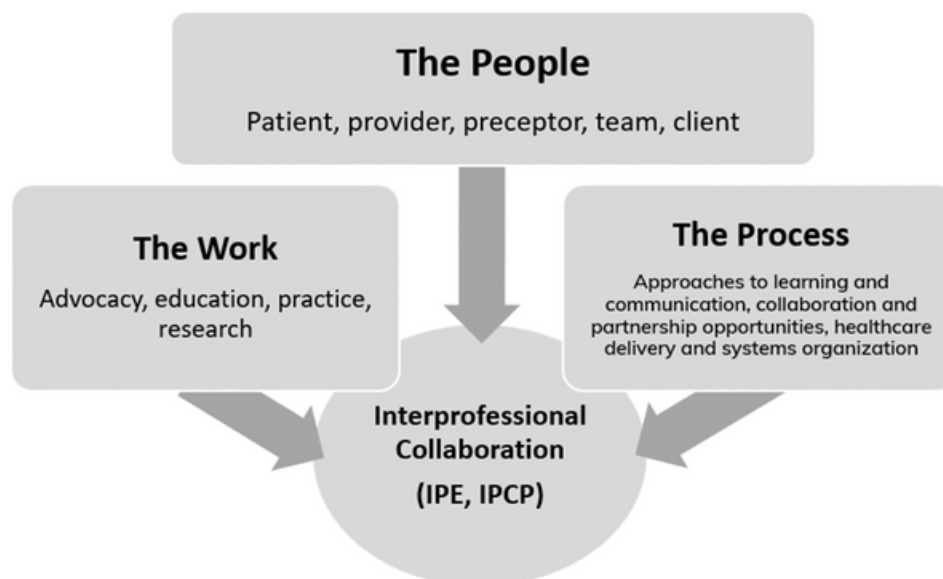 The People
Patient, provider, preceptor, team, client
The Work
Advocacy, education, practice,
research
The Process
Approaches to learning and
communication, collaboration and
partnership opportunities, healthcare
delivery and systems organization
Interprofessional
Collaboration
(IPE, IPCP)